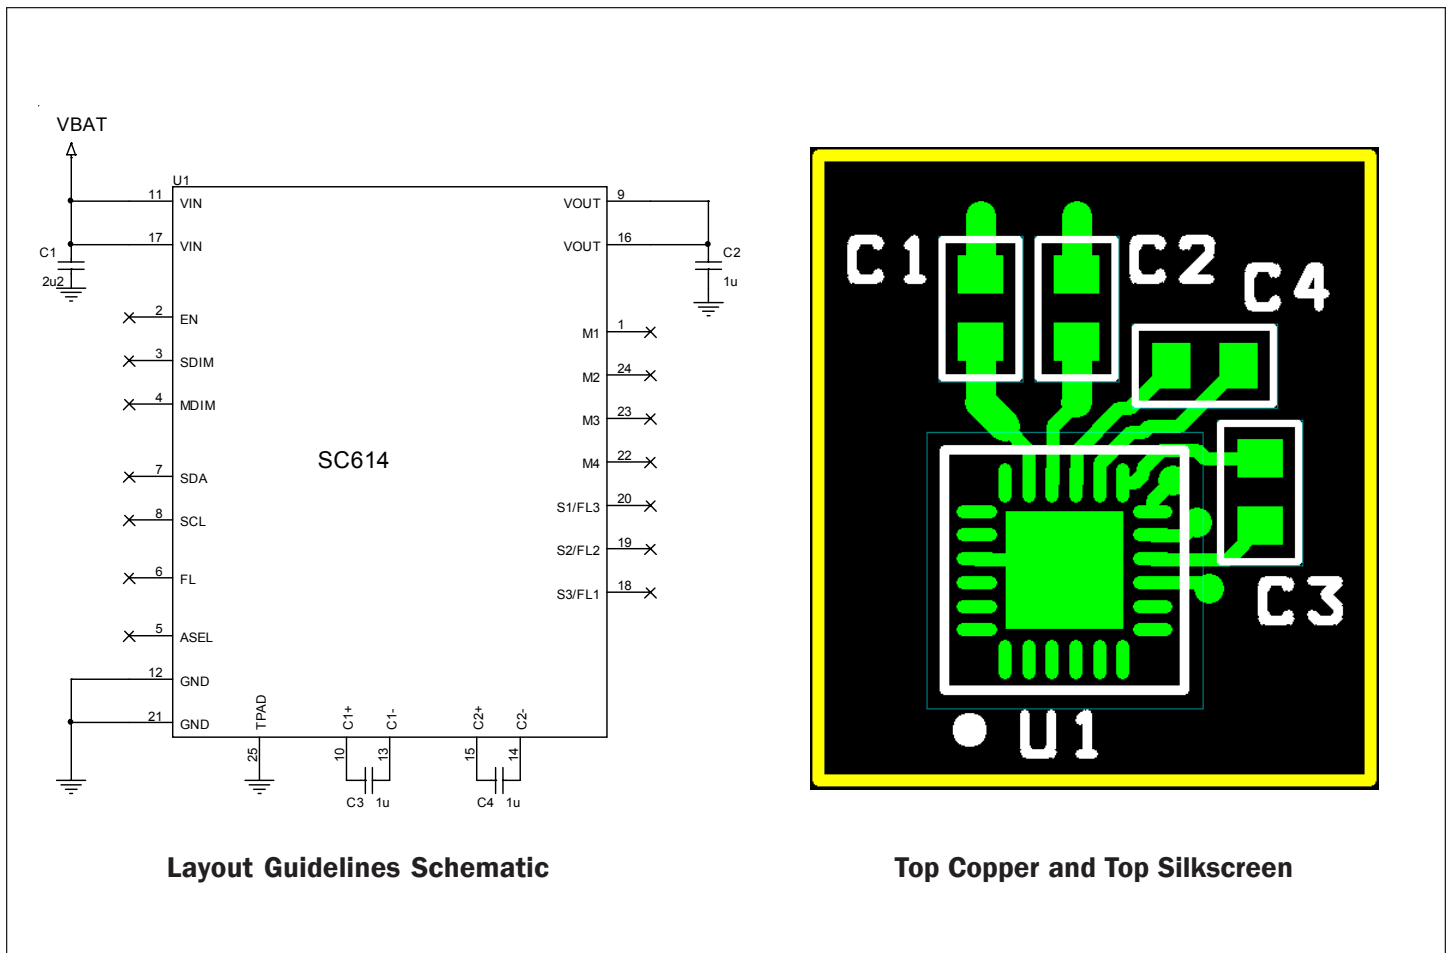 VBAT
U1
11 VIN
17 VIN
C1
2u2
2 EN
3 SDIM
4 MDIM
7 SDA
8 SCL
6 FL
5 ASEL
12 GND
21 GND
SC614
VOUT 9
VOUT 16
C2
1u
M1 1
M2 24
M3 23
M4 22
S1/FL3 20
S2/FL2 19
S3/FL1 18
TPAD
25
C1+
10
C1-
13
C3 1u
C2+
15
C2-
14
C4 1u
Layout Guidelines Schematic
C1
C2
C4
C3
U1
Top Copper and Top Silkscreen